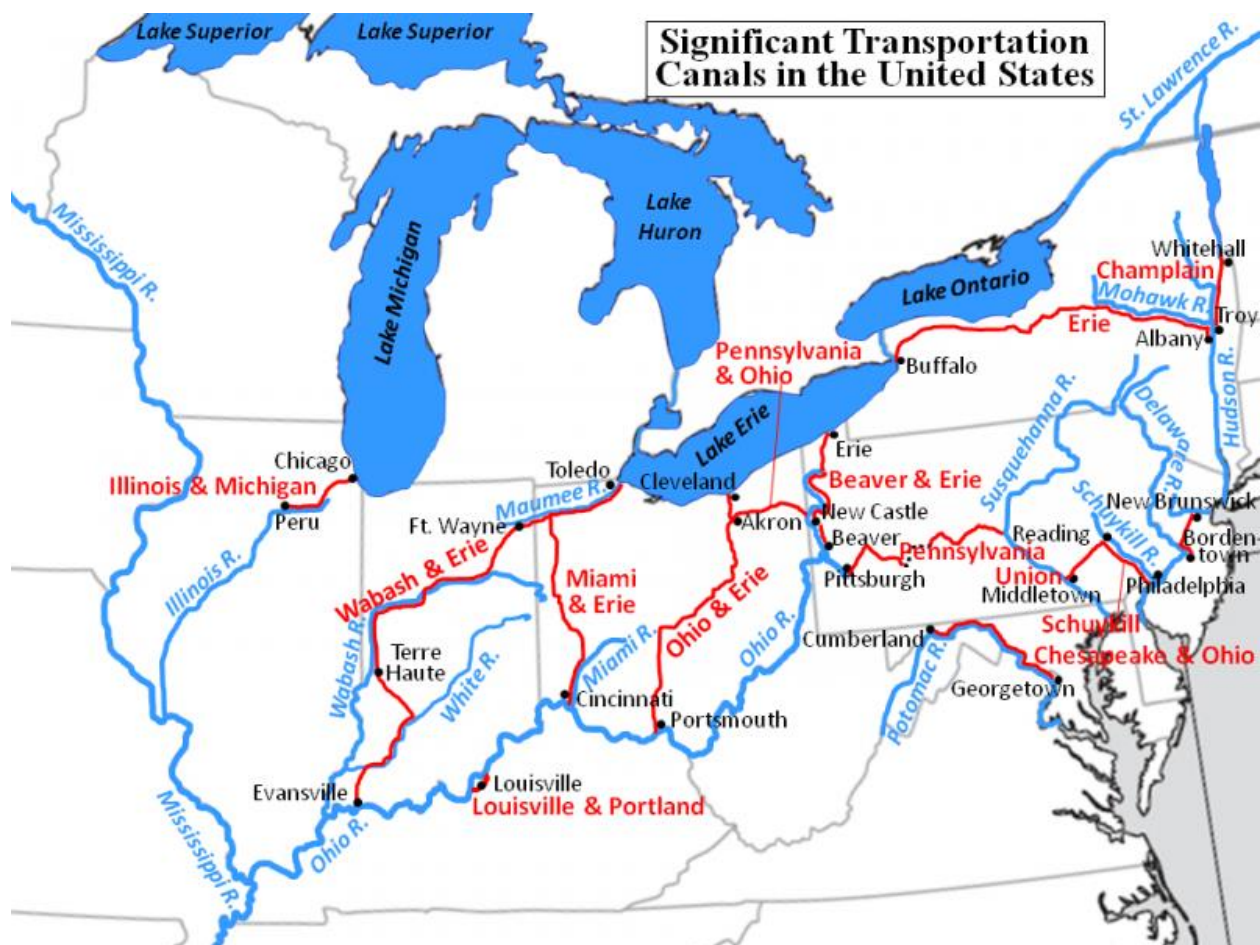 Significant Transportation
Canals in the United States
Lake Superior
Lake Superior
St. Lawrence R.
Lake
Huron
Mississippi R.
Lake Michigan
Lake Ontario
Whitehall
Champlain
Mohawk R.
Troy
Erie
Albany
Buffalo
Pennsylvania
& Ohio
Hudson R.
Susquehanna R.
Delaware R.
Lake Erie
Erie
Chicago
Toledo
Cleveland
Beaver & Erie
Illinois & Michigan
Maumee R.
Peru
Ft. Wayne
Akron
New Castle
Beaver
Reading
Schuykill R.
New Brunswick
Borden-
town
Pennsylvania
Union
Pittsburgh
Middletown
Philadelphia
Illinois R.
Wabash & Erie
Miami
& Erie
Ohio & Erie
Ohio R.
Cumberland
Schuykill
Chesapeake & Ohio
Georgetown
Potomac R.
Wabash R.
Terre
Haute
White R.
Miami R.
Cincinnati
Portsmouth
Evansville
Louisville
Louisville & Portland
Mississippi R.
Ohio R.